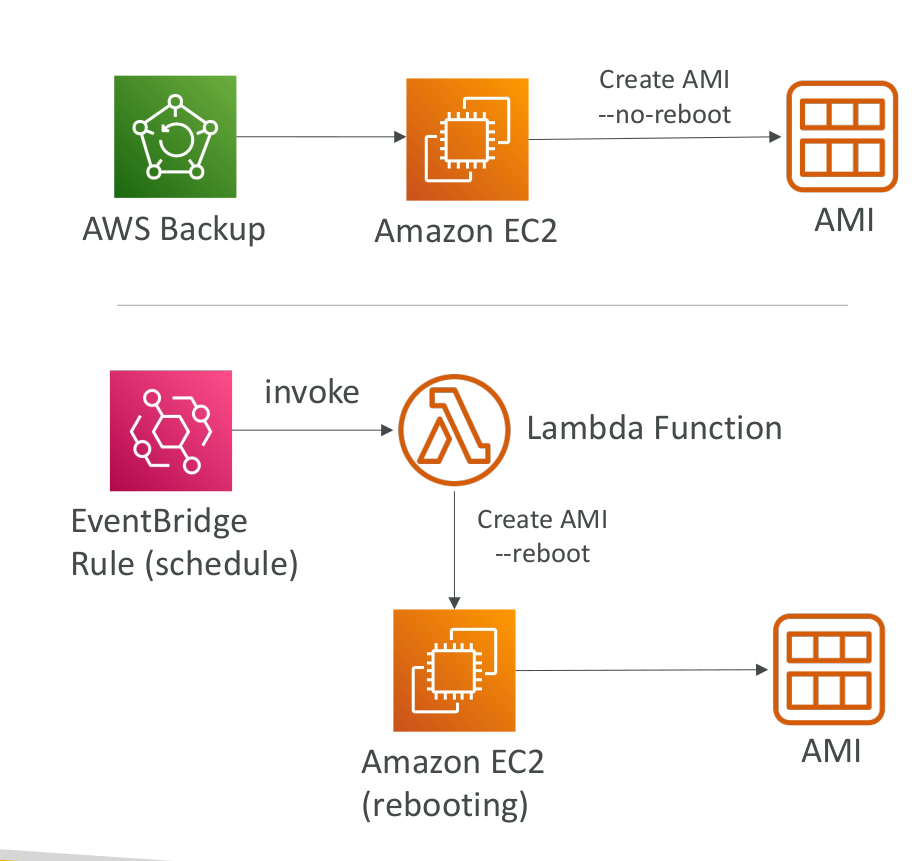 Create AMI
--no-reboot
AWS Backup
Amazon EC2
AMI
invoke
Lambda Function
EventBridge
Rule (schedule)
Create AMI
--reboot
Amazon EC2
(rebooting)
AMI